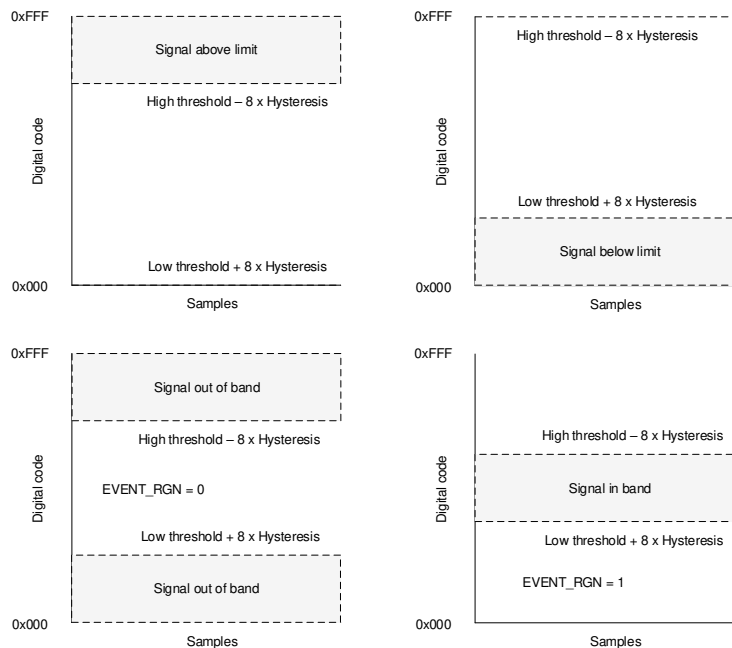 0xFFF
Signal above limit
High threshold – 8 x Hysteresis
Digital code
Low threshold + 8 x Hysteresis
0x000
Samples
0xFFF
High threshold – 8 x Hysteresis
Digital code
Low threshold + 8 x Hysteresis
Signal below limit
0x000
Samples
0xFFF
Signal out of band
High threshold – 8 x Hysteresis
Digital code
EVENT_RGN = 0
Low threshold + 8 x Hysteresis
Signal out of band
0x000
Samples
0xFFF
High threshold – 8 x Hysteresis
Digital code
Signal in band
Low threshold + 8 x Hysteresis
EVENT_RGN = 1
0x000
Samples